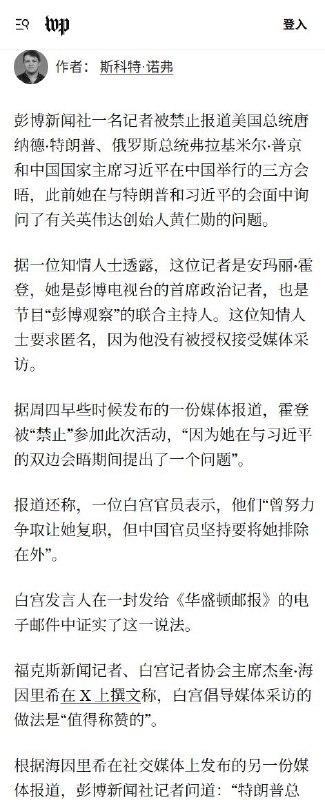 wp
登入
作者： 斯科特·诺弗
彭博新闻社一名记者被禁止报道美国总统唐
纳德·特朗普、俄罗斯总统弗拉基米尔·普京
和中国国家主席习近平在中国举行的三方会
晤，此前她在与特朗普和习近平的会面中询
问了有关英伟达创始人黄仁勋的问题。
据一位知情人士透露，这位记者是安玛丽·霍
登，她是彭博电视台的首席政治记者，也是
节目“彭博观察”的联合主持人。这位知情人
士要求匿名，因为他没有被授权接受媒体采
访。
据周四早些时候发布的一份媒体报道，霍登
被“禁止”参加此次活动，“因为她在与习近平
的双边会晤期间提出了一个问题”。
报道还称，一位白宫官员表示，他们“曾努力
争取让她复职，但中国官员坚持要将她排除
在外”。
白宫发言人在一封发给《华盛顿邮报》的电
子邮件中证实了这一说法。
福克斯新闻记者、白宫记者协会主席杰奎·海
因里希在 X 上撰文称，白宫倡导媒体采访的
做法是“值得称赞的”。
根据海因里希在社交媒体上发布的另一份媒
体报道，彭博新闻社记者问道：“特朗普总